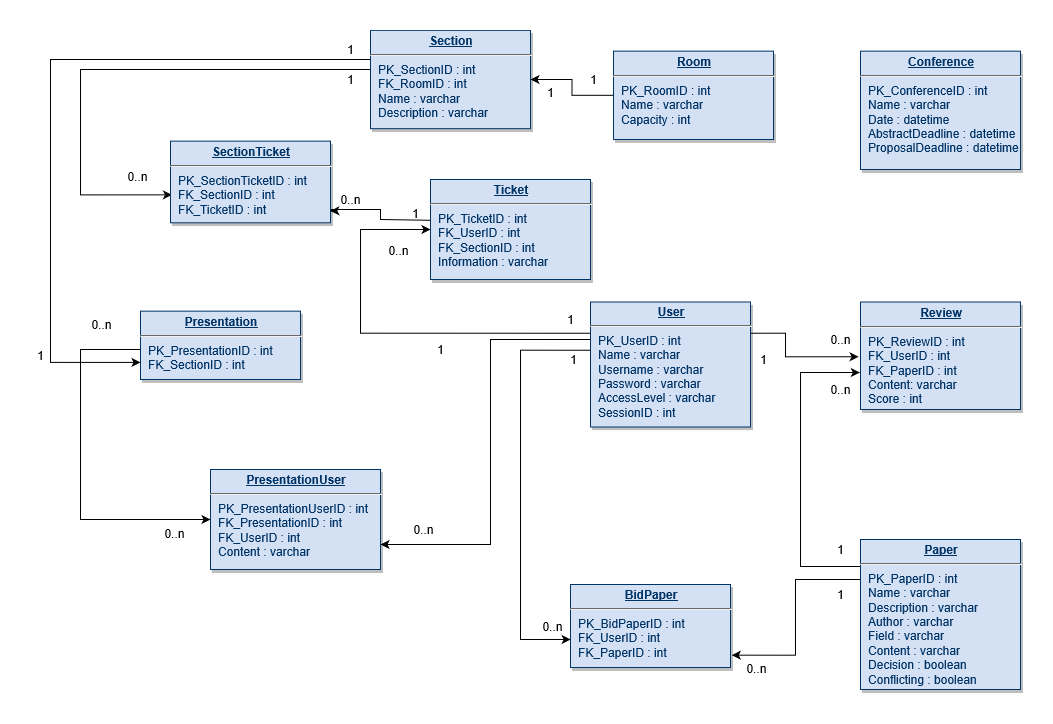 Section
PK_SectionID : int
FK_RoomID : int
Name : varchar
Description : varchar
Room
PK_RoomID : int
Name : varchar
Capacity : int
Conference
PK_ConferenceID : int
Name : varchar
Date : datetime
AbstractDeadline : datetime
ProposalDeadline : datetime
1
1
1
1
SectionTicket
PK_SectionTicketID : int
FK_SectionID : int
FK_TicketID : int
0..n
0..n
1
Ticket
PK_TicketID : int
FK_UserID : int
FK_SectionID : int
Information : varchar
0..n
Presentation
PK_PresentationID : int
FK_SectionID : int
0..n
1
1
1
1
1
User
PK_UserID : int
Name : varchar
Username : varchar
Password : varchar
AccessLevel : varchar
SessionID : int
Review
PK_ReviewID : int
FK_UserID : int
FK_PaperID : int
Content: varchar
Score : int
0..n
0..n
PresentationUser
PK_PresentationUserID : int
FK_PresentationID : int
FK_UserID : int
Content : varchar
0..n
0..n
BidPaper
PK_BidPaperID : int
FK_UserID : int
FK_PaperID : int
0..n
0..n
1
1
Paper
PK_PaperID : int
Name : varchar
Description : varchar
Author : varchar
Field : varchar
Content : varchar
Decision : boolean
Conflicting : boolean